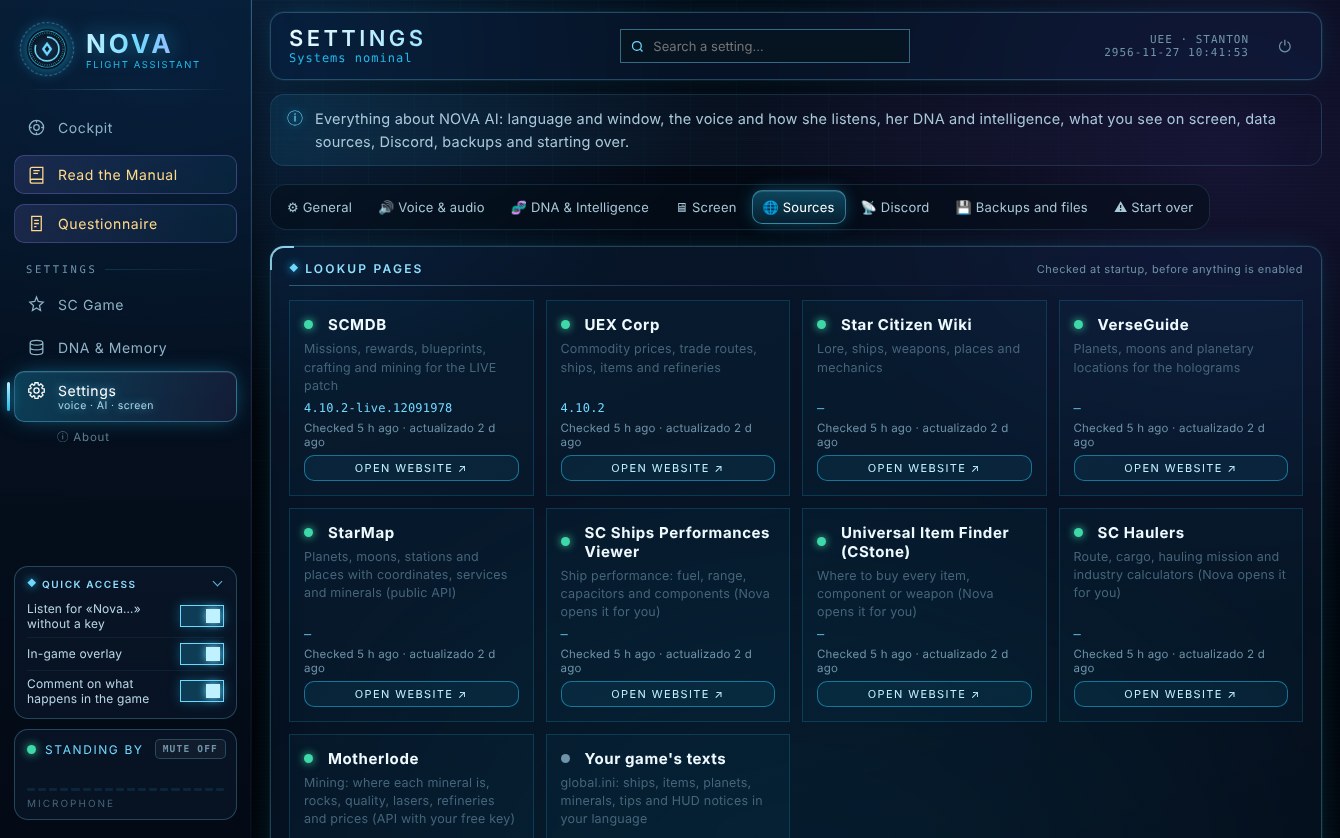 NOVA
FLIGHT ASSISTANT
Cockpit
Read the Manual
Questionnaire
SETTINGS
SC Game
DNA & Memory
Settings
voice · AI · screen
ⓘ About
QUICK ACCESS
Listen for «Nova…»
without a key
In-game overlay
Comment on what
happens in the game
STANDING BY
MUTE OFF
MICROPHONE
SETTINGS
Systems nominal
Search a setting...
UEE · STANTON
2956-11-27 10:41:53
Everything about NOVA AI: language and window, the voice and how she listens, her DNA and intelligence, what you see on screen, data
sources, Discord, backups and starting over.
⚙ General
🔊 Voice & audio
🧬 DNA & Intelligence
🖥 Screen
🌐 Sources
📡 Discord
💾 Backups and files
⚠ Start over
LOOKUP PAGES
Checked at startup, before anything is enabled
SCMDB
Missions, rewards, blueprints,
crafting and mining for the LIVE
patch
4.10.2-live.12091978
Checked 5 h ago · actualizado 2 d
ago
OPEN WEBSITE ↗
UEX Corp
Commodity prices, trade routes,
ships, items and refineries
4.10.2
Checked 5 h ago · actualizado 2 d
ago
OPEN WEBSITE ↗
Star Citizen Wiki
Lore, ships, weapons, places and
mechanics
—
Checked 5 h ago · actualizado 2 d
ago
OPEN WEBSITE ↗
VerseGuide
Planets, moons and planetary
locations for the holograms
—
Checked 5 h ago · actualizado 2 d
ago
OPEN WEBSITE ↗
StarMap
Planets, moons, stations and
places with coordinates, services
and minerals (public API)
—
Checked 5 h ago · actualizado 2 d
ago
OPEN WEBSITE ↗
SC Ships Performances
Viewer
Ship performance: fuel, range,
capacitors and components (Nova
opens it for you)
—
Checked 5 h ago · actualizado 2 d
ago
OPEN WEBSITE ↗
Universal Item Finder
(CStone)
Where to buy every item,
component or weapon (Nova
opens it for you)
—
Checked 5 h ago · actualizado 2 d
ago
OPEN WEBSITE ↗
SC Haulers
Route, cargo, hauling mission and
industry calculators (Nova opens it
for you)
—
Checked 5 h ago · actualizado 2 d
ago
OPEN WEBSITE ↗
Motherlode
Mining: where each mineral is,
rocks, quality, lasers, refineries
and prices (API with your free key)
Your game's texts
global.ini: ships, items, planets,
minerals, tips and HUD notices in
your language